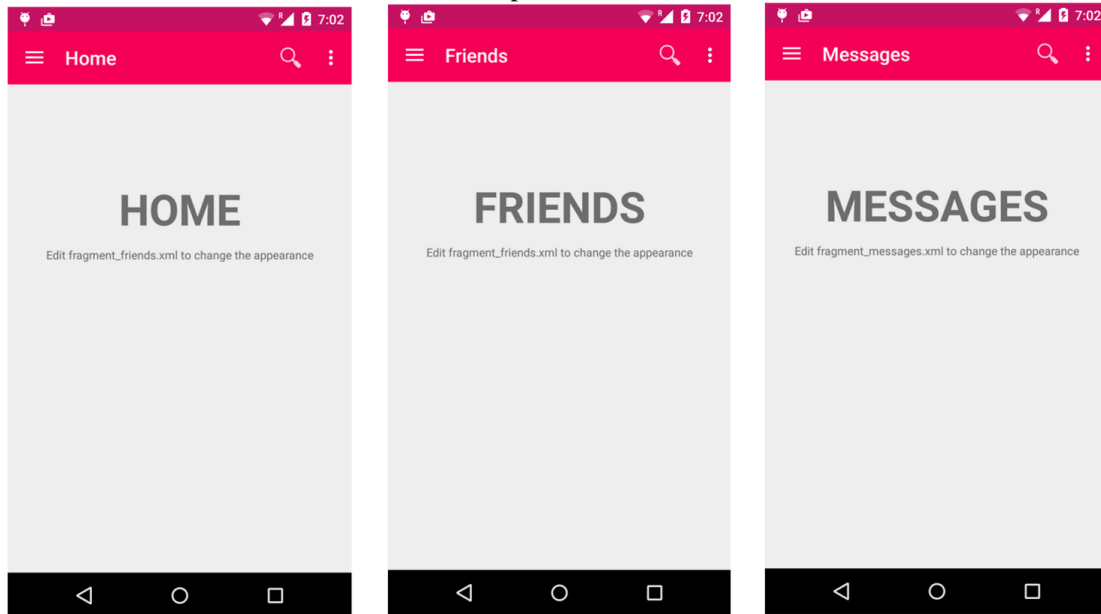 R 7:02
Home
HOME
Edit fragment_friends.xml to change the appearance
R 7:02
Friends
FRIENDS
Edit fragment_friends.xml to change the appearance
R 7:02
Messages
MESSAGES
Edit fragment_messages.xml to change the appearance